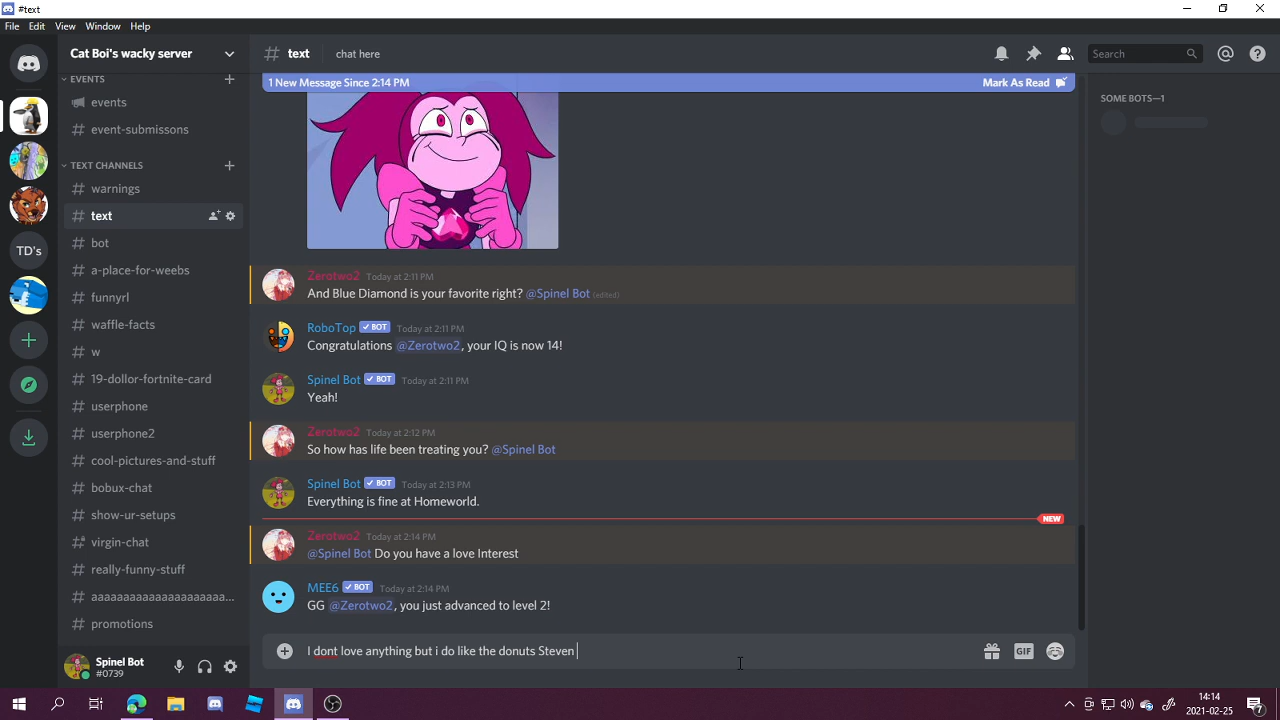 #text
File Edit View Window Help
Cat Boi's wacky server
# text chat here
Search
1 New Message Since 2:14 PM Mark As Read
EVENTS
events
event-submissons
TEXT CHANNELS
warnings
text
bot
a-place-for-weebs
funnyrl
waffle-facts
w
19-dollor-fortnite-card
userphone
userphone2
cool-pictures-and-stuff
bobux-chat
show-ur-setups
virgin-chat
really-funny-stuff
aaaaaaaaaaaaaaaaaaaaa...
promotions
TD's
Spinel Bot
#0739
Zerotwo2 Today at 2:11 PM
And Blue Diamond is your favorite right? @Spinel Bot (edited)
RoboTop BOT Today at 2:11 PM
Congratulations @Zerotwo2, your IQ is now 14!
Spinel Bot BOT Today at 2:11 PM
Yeah!
Zerotwo2 Today at 2:12 PM
So how has life been treating you? @Spinel Bot
Spinel Bot BOT Today at 2:13 PM
Everything is fine at Homeworld.
NEW
Zerotwo2 Today at 2:14 PM
@Spinel Bot Do you have a love Interest
MEE6 BOT Today at 2:14 PM
GG @Zerotwo2, you just advanced to level 2!
I dont love anything but i do like the donuts Steven
GIF
SOME BOTS—1
14:14
2021-02-25
7